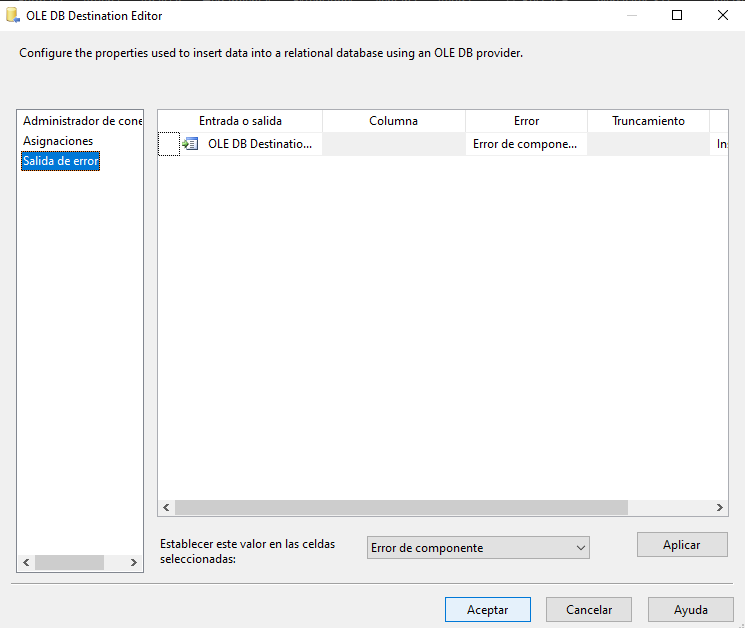 OLE DB Destination Editor
Configure the properties used to insert data into a relational database using an OLE DB provider.
Administrador de cone
Asignaciones
Salida de error
Entrada o salida Columna Error Truncamiento
OLE DB Destinatio... Error de compone... In
Establecer este valor en las celdas
seleccionadas:
Error de componente
Aplicar
Aceptar Cancelar Ayuda